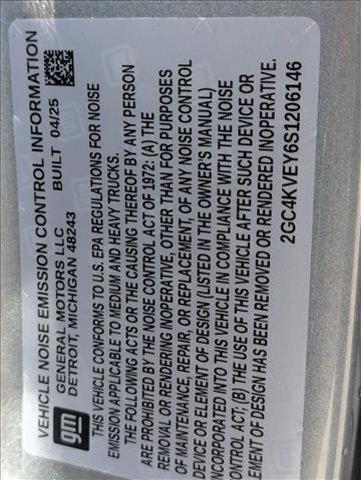 gm
VEHICLE NOISE EMISSION CONTROL INFORMATION
GENERAL MOTORS LLC
DETROIT, MICHIGAN 48243
BUILT 04/25
THIS VEHICLE CONFORMS TO U.S. EPA REGULATIONS FOR NOISE
EMISSION APPLICABLE TO MEDIUM AND HEAVY TRUCKS.
THE FOLLOWING ACTS OR THE CAUSING THEREOF BY ANY PERSON
ARE PROHIBITED BY THE NOISE CONTROL ACT OF 1972: (A) THE
REMOVAL OR RENDERING INOPERATIVE, OTHER THAN FOR PURPOSES
OF MAINTENANCE, REPAIR, OR REPLACEMENT, OF ANY NOISE CONTROL
DEVICE OR ELEMENT OF DESIGN (LISTED IN THE OWNER'S MANUAL)
INCORPORATED INTO THIS VEHICLE IN COMPLIANCE WITH THE NOISE
CONTROL ACT; (B) THE USE OF THIS VEHICLE AFTER SUCH DEVICE OR
EMENT OF DESIGN HAS BEEN REMOVED OR RENDERED INOPERATIVE.
2GC4KVEY6S1206146